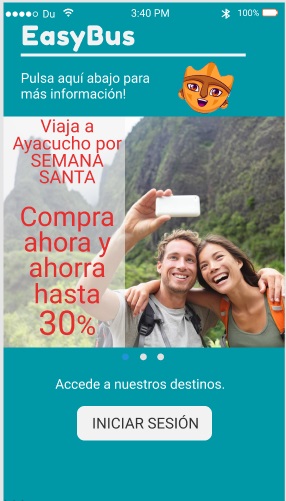 Du 3:40 PM 100%
EasyBus
Pulsa aquí abajo para
más información!
Viaja a
Ayacucho por
SEMANA
SANTA
Compra
ahora y
ahorra
hasta
30%
Accede a nuestros destinos.
INICIAR SESIÓN